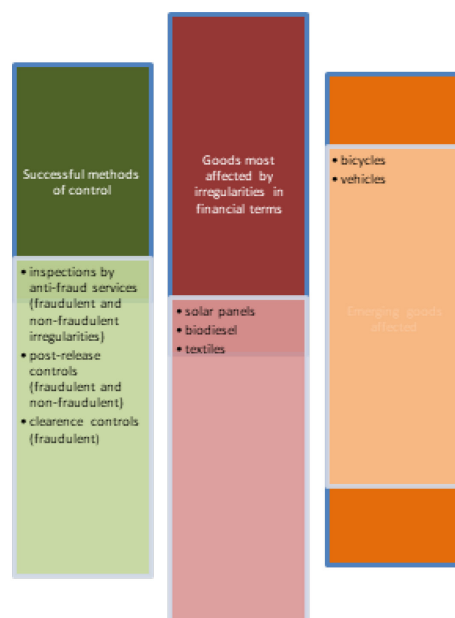 Successful methods
of control
• inspections by
anti-fraud services
(fraudulent and
non-fraudulent
irregularities)
• post-release
controls
(fraudulent and
non-fraudulent)
• clearence controls
(fraudulent)
Goods most
affected by
irregularities in
financial terms
• solar panels
• biodiesel
• textiles
• bicycles
• vehicles
Emerging goods
affected